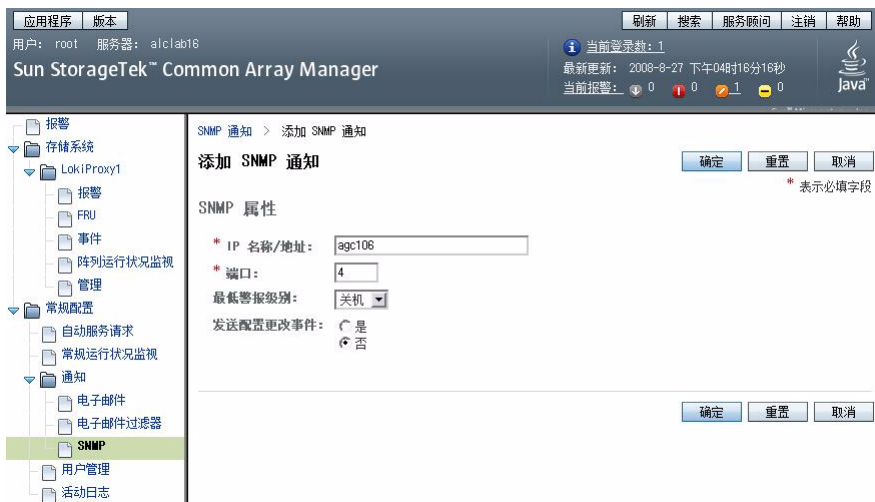 应用程序 版本
刷新 搜索 服务顾问 注销 帮助
用户： root 服务器： alclab16
Sun StorageTek™ Common Array Manager
当前登录数： 1
最新更新： 2008-8-27 下午04时16分16秒
当前报警： 0 0 1 0
Java
报警
存储系统
LokiProxy1
报警
FRU
事件
阵列运行状况监视
管理
常规配置
自动服务请求
常规运行状况监视
通知
电子邮件
电子邮件过滤器
SNMP
用户管理
活动日志
SNMP 通知 > 添加 SNMP 通知
添加 SNMP 通知
确定 重置 取消
* 表示必填字段
SNMP 属性
* IP 名称/地址： agc106
* 端口： 4
最低警报级别： 关机
发送配置更改事件： 是
否
确定 重置 取消